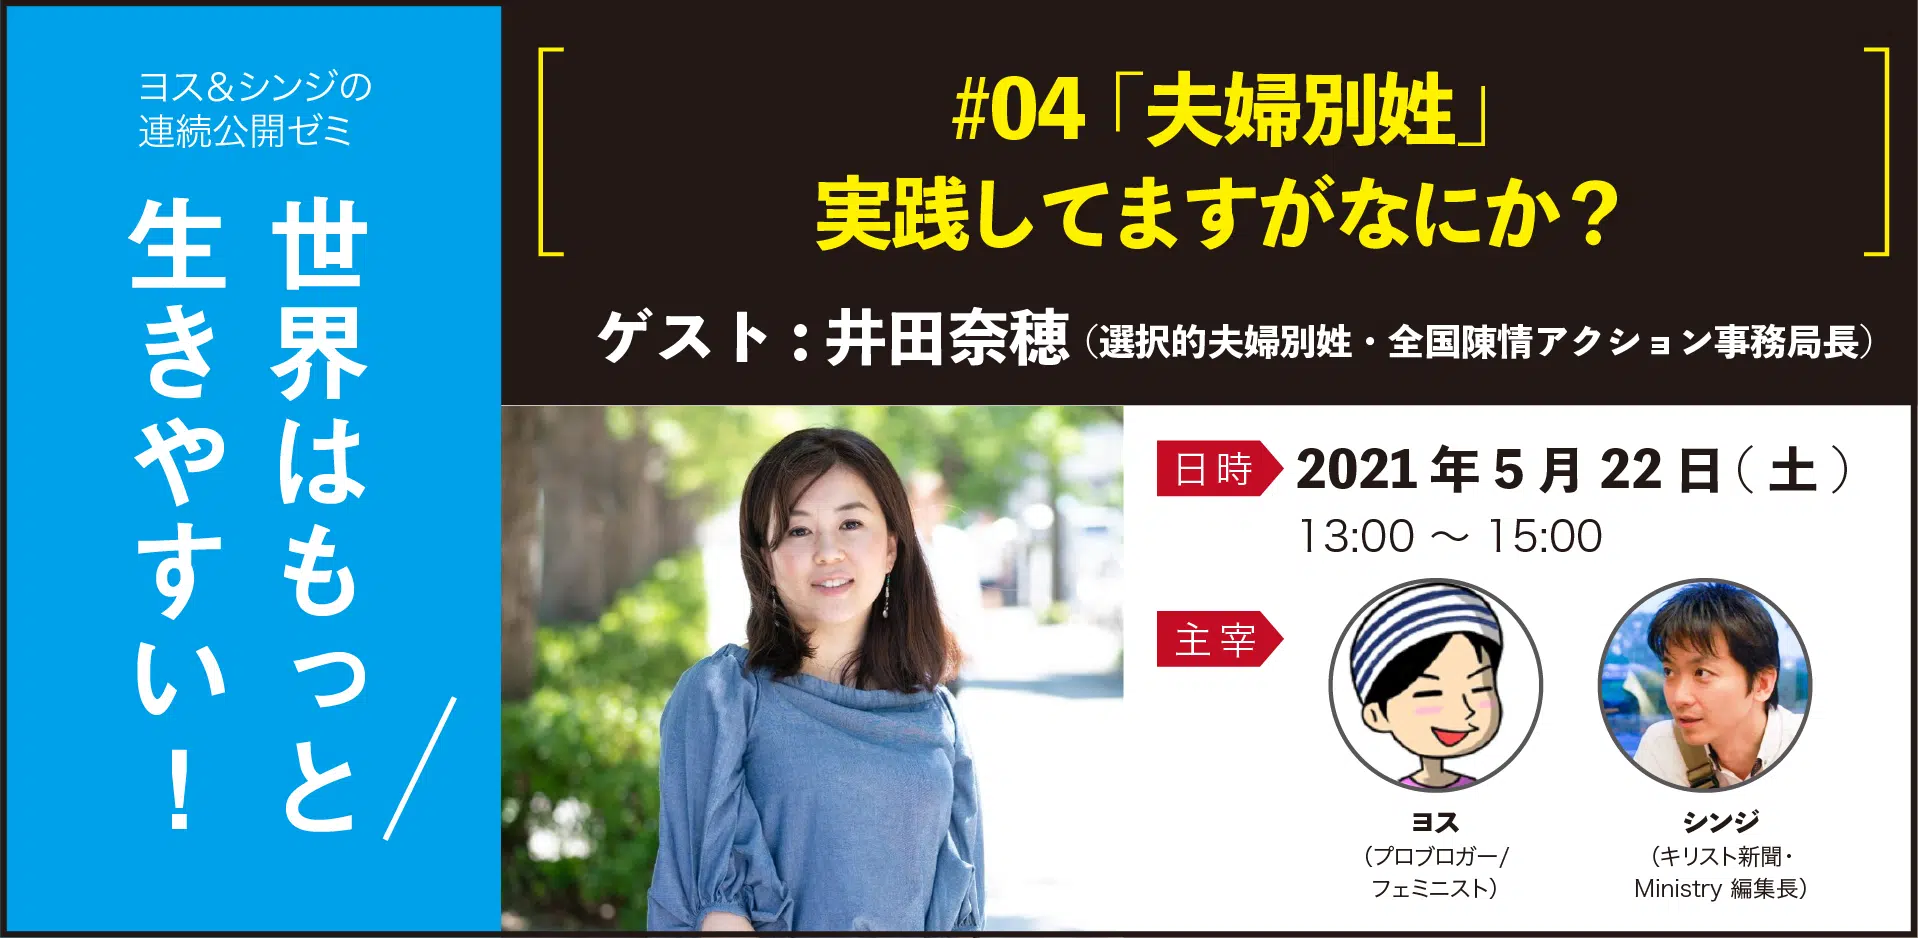 ヨス&シンジの
連続公開ゼミ
世界はもっと
生きやすい!
#04「夫婦別姓」
実践してますがなにか?
ゲスト:井田奈穂(選択的夫婦別姓・全国陳情アクション事務局長)
日時
2021年5月22日(土)
13:00 〜 15:00
主宰
ヨス
(プロブロガー/
フェミニスト)
シンジ
(キリスト新聞・
Ministry 編集長)